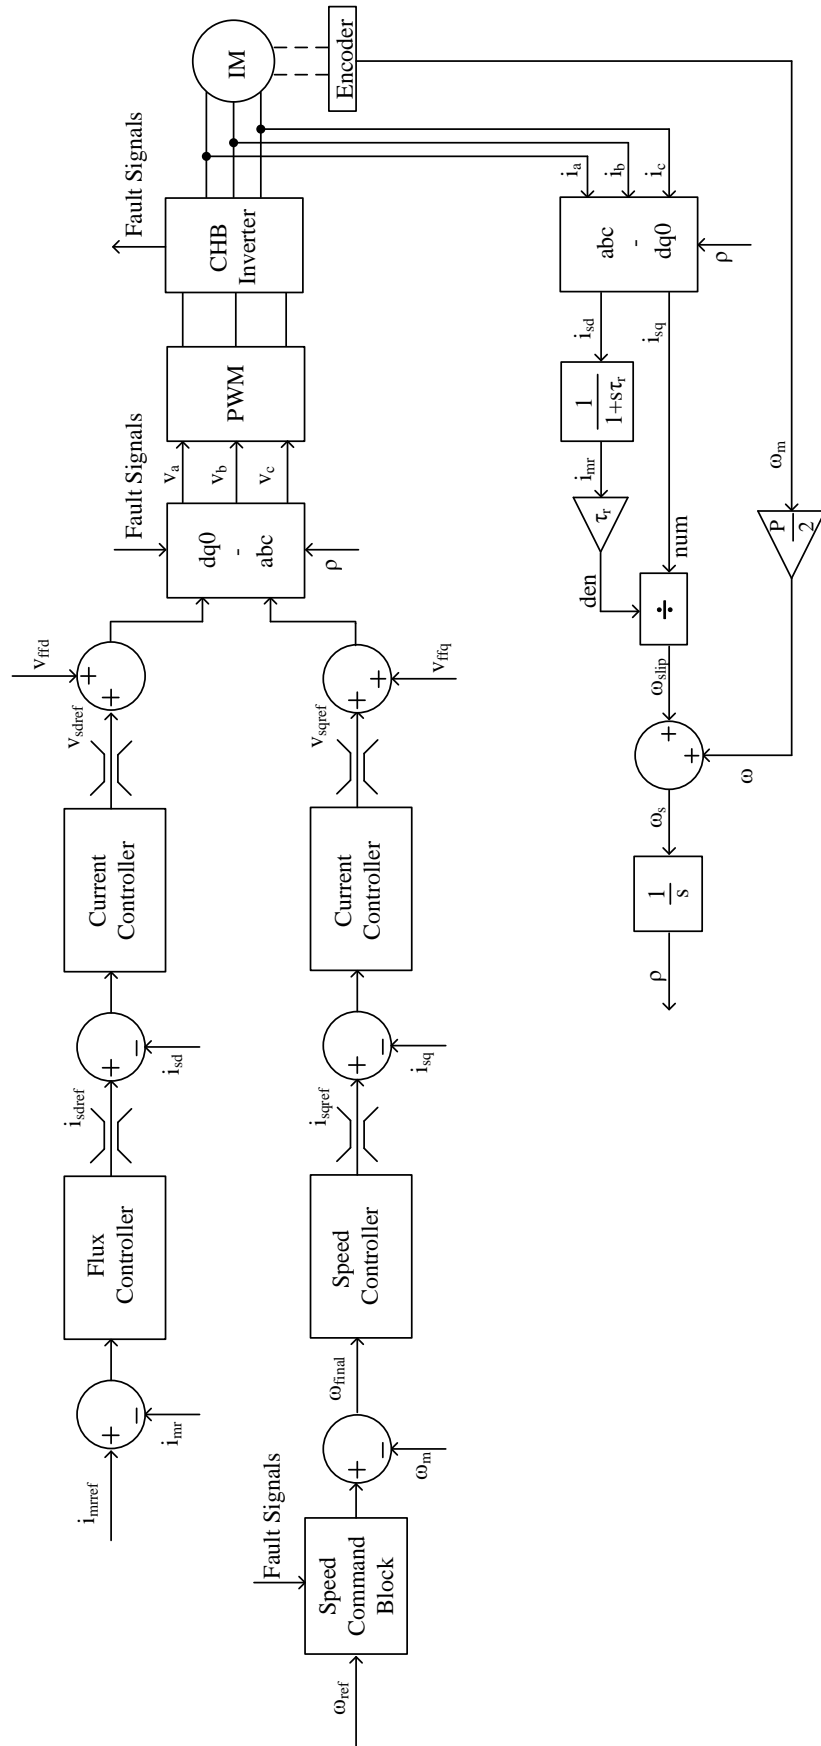 i_mrref
+
−
i_mr
Flux
Controller
i_sdref
+
−
i_sd
Current
Controller
v_sdref
+
+
v_ffd
ω_ref
Speed
Command
Block
Fault Signals
+
−
ω_m
ω_final
Speed
Controller
i_sqref
+
−
i_sq
Current
Controller
v_sqref
+
+
v_ffq
dq0
-
abc
Fault Signals
ρ
v_a
v_b
v_c
PWM
CHB
Inverter
Fault Signals
IM
Encoder
i_a
i_b
i_c
abc
-
dq0
ρ
i_sd
i_sq
1
1+sτ_r
i_mr
τ_r
den
num
÷
ω_slip
ω_m
P
2
ω
+
+
ω_s
1
s
ρ